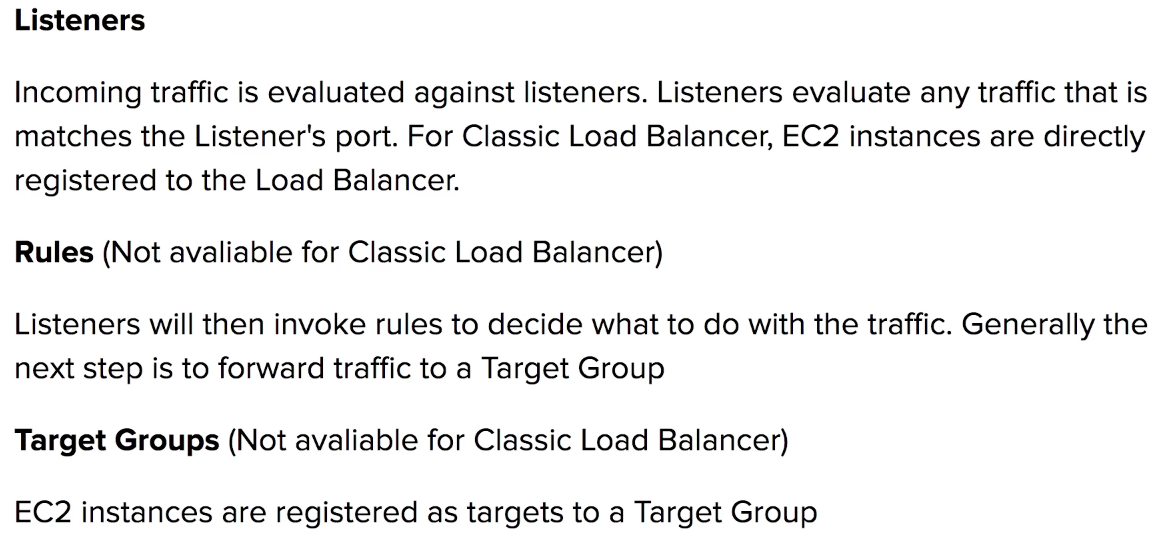 Listeners
Incoming traffic is evaluated against listeners. Listeners evaluate any traffic that is
matches the Listener's port. For Classic Load Balancer, EC2 instances are directly
registered to the Load Balancer.
Rules (Not avaliable for Classic Load Balancer)
Listeners will then invoke rules to decide what to do with the traffic. Generally the
next step is to forward traffic to a Target Group
Target Groups (Not avaliable for Classic Load Balancer)
EC2 instances are registered as targets to a Target Group